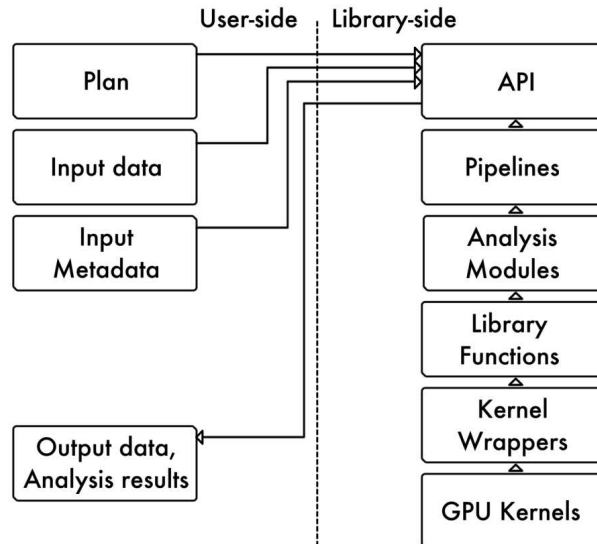 User-side
Library-side
Plan
Input data
Input
Metadata
Output data,
Analysis results
API
Pipelines
Analysis
Modules
Library
Functions
Kernel
Wrappers
GPU Kernels